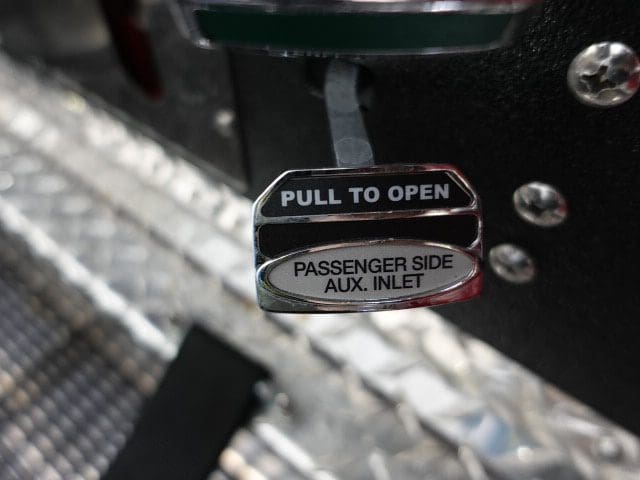 PULL TO OPEN
PASSENGER SIDE
AUX. INLET